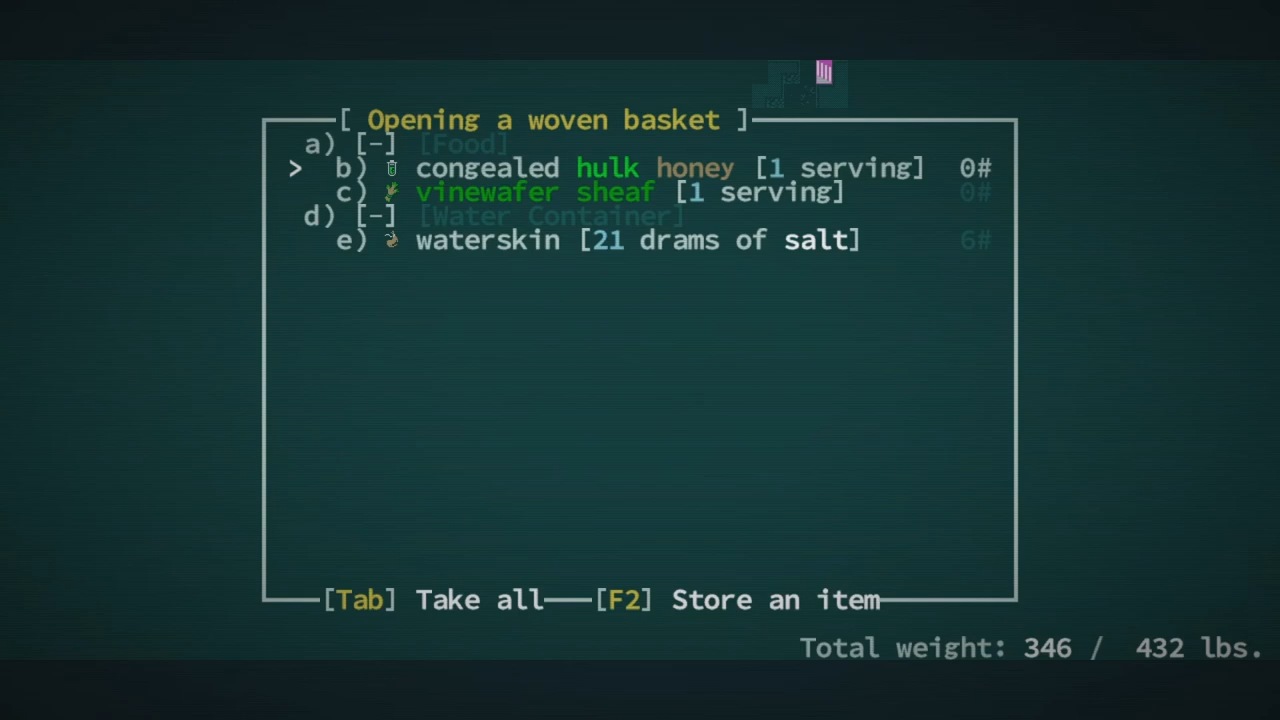 [ Opening a woven basket ]
a) [-] [Food]
> b) congealed hulk honey [1 serving] 0#
c) vinewafer sheaf [1 serving] 0#
d) [-] [Water Container]
e) waterskin [21 drams of salt] 6#
[Tab] Take all [F2] Store an item
Total weight: 346 / 432 lbs.